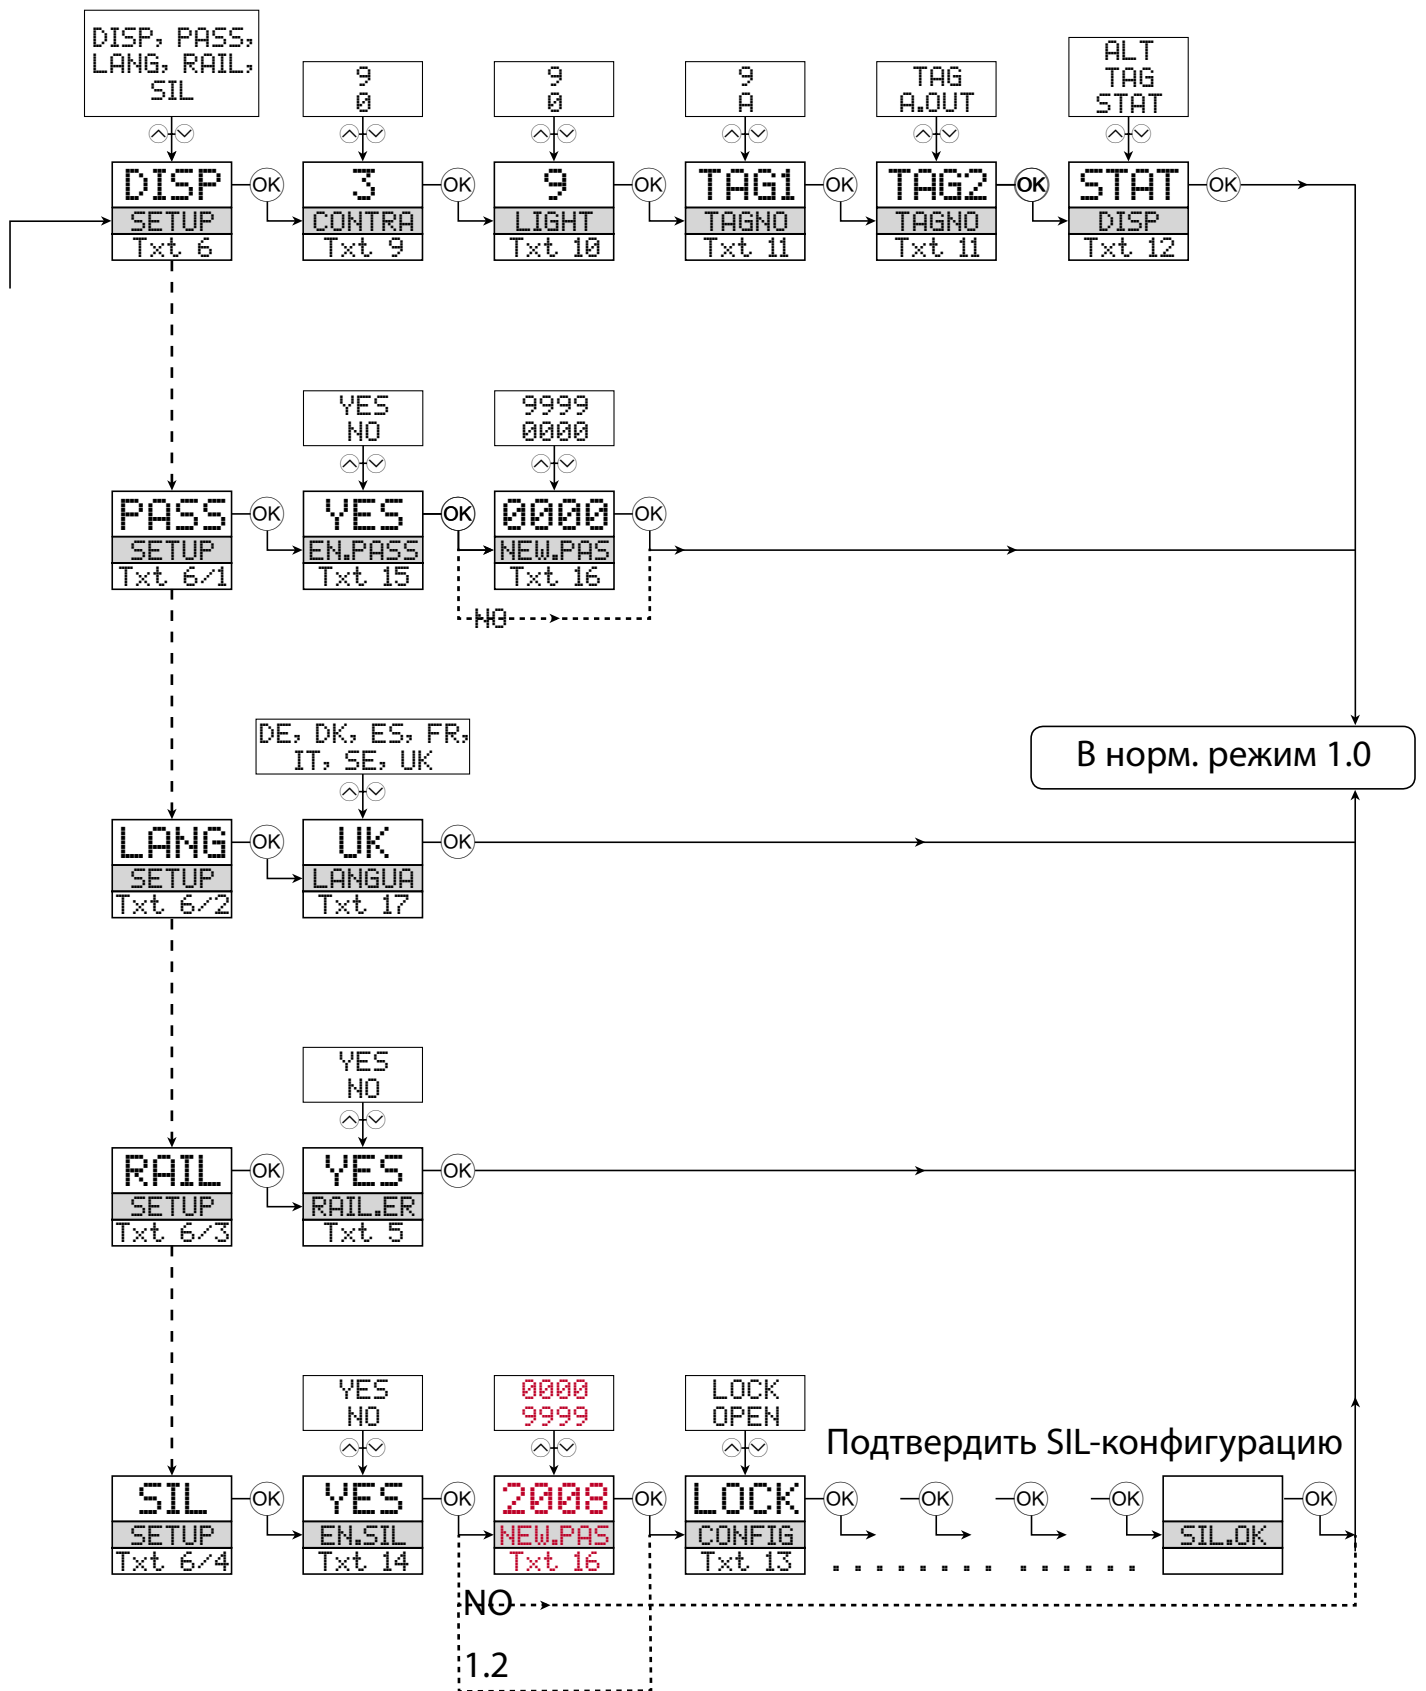 DISP, PASS,
LANG, RAIL,
SIL
9
0
9
0
9
A
TAG
A.OUT
ALT
TAG
STAT
DISP
SETUP
Txt 6
OK
3
CONTRA
Txt 9
OK
9
LIGHT
Txt 10
OK
TAG1
TAGNO
Txt 11
OK
TAG2
TAGNO
Txt 11
OK
STAT
DISP
Txt 12
OK
YES
NO
9999
0000
PASS
SETUP
Txt 6/1
OK
YES
EN.PASS
Txt 15
OK
0000
NEW.PAS
Txt 16
OK
NO
DE, DK, ES, FR,
IT, SE, UK
В норм. режим 1.0
LANG
SETUP
Txt 6/2
OK
UK
LANGUA
Txt 17
OK
YES
NO
RAIL
SETUP
Txt 6/3
OK
YES
RAIL.ER
Txt 5
OK
YES
NO
0000
9999
LOCK
OPEN
Подтвердить SIL-конфигурацию
SIL
SETUP
Txt 6/4
OK
YES
EN.SIL
Txt 14
OK
2008
NEW.PAS
Txt 16
OK
LOCK
CONFIG
Txt 13
OK
OK
OK
OK
SIL.OK
OK
NO
1.2